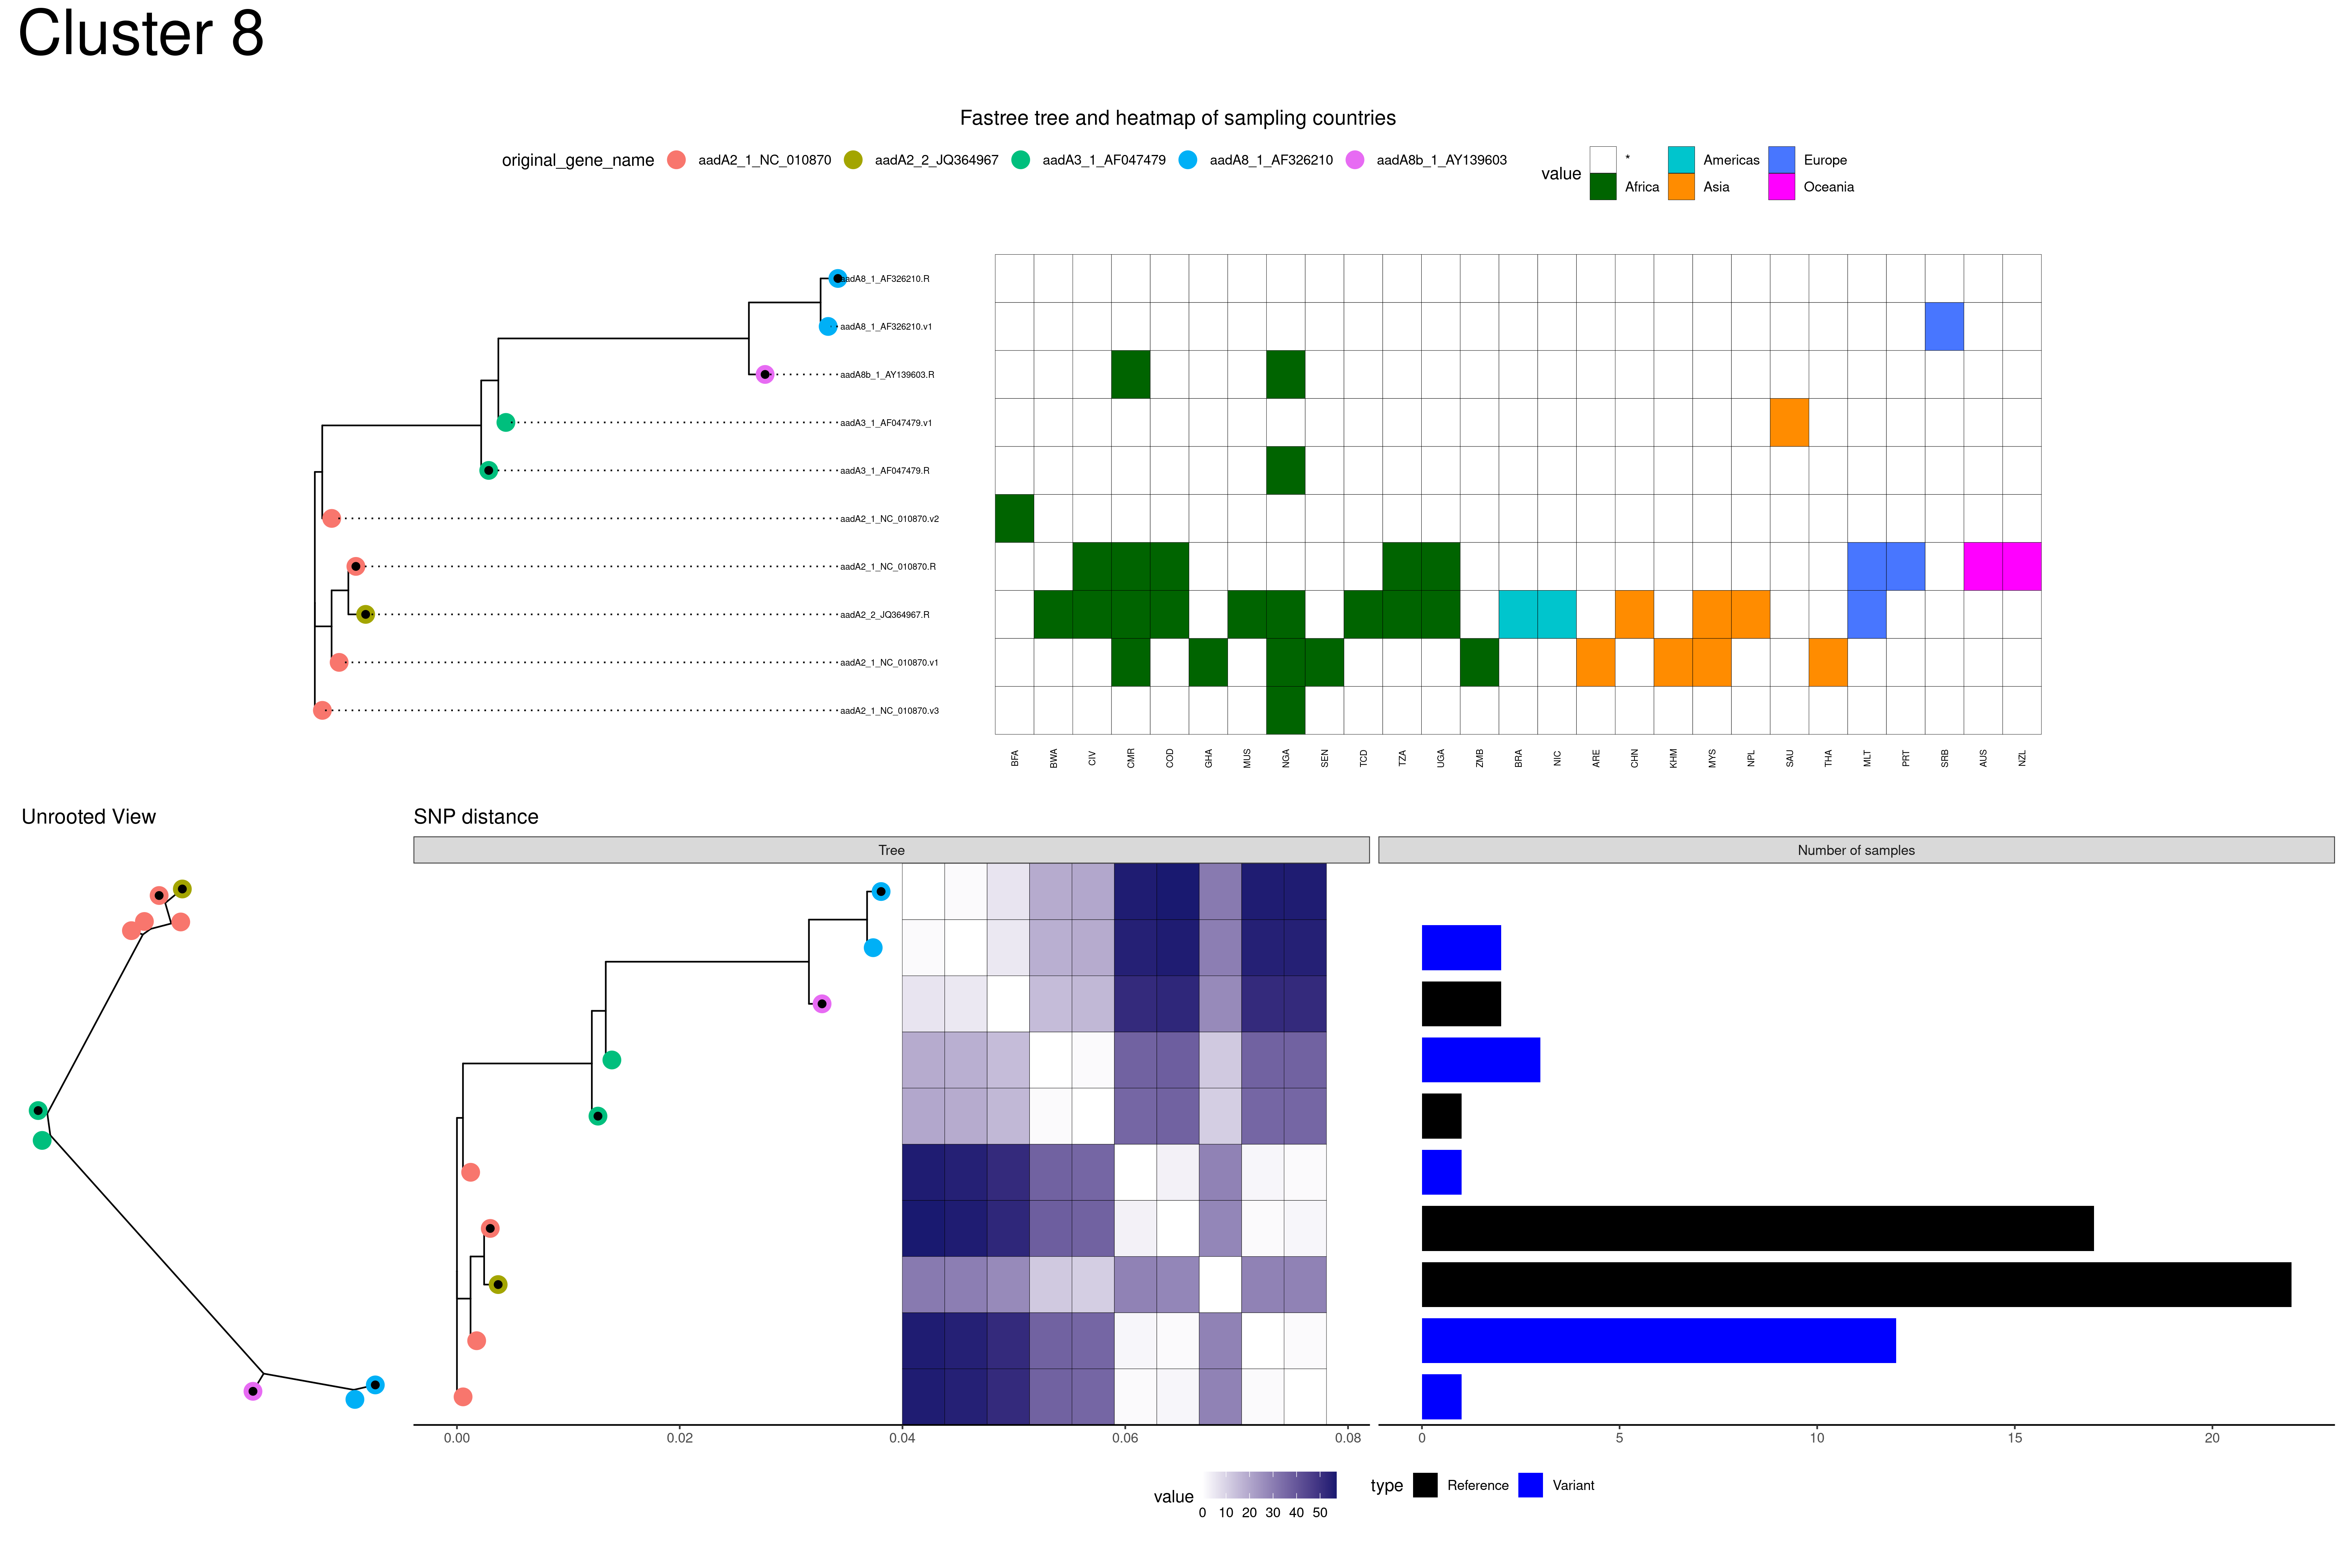 Cluster 8
Fastree tree and heatmap of sampling countries
original_gene_name aadA2_1_NC_010870 aadA2_2_JQ364967 aadA3_1_AF047479 aadA8_1_AF326210 aadA8b_1_AY139603
value * Americas Europe
Africa Asia Oceania
aadA8_1_AF326210.R
aadA8_1_AF326210.v1
aadA8b_1_AY139603.R
aadA3_1_AF047479.v1
aadA3_1_AF047479.R
aadA2_1_NC_010870.v2
aadA2_1_NC_010870.R
aadA2_2_JQ364967.R
aadA2_1_NC_010870.v1
aadA2_1_NC_010870.v3
BFA BWA CIV CMR COD GHA MUS NGA SEN TCD TZA UGA ZMB BRA NIC ARE CHN KHM MYS NPL SAU THA MLT PRT SRB AUS NZL
Unrooted View
SNP distance
Tree
Number of samples
0.00 0.02 0.04 0.06 0.08
0 5 10 15 20
value 0 10 20 30 40 50
type Reference Variant